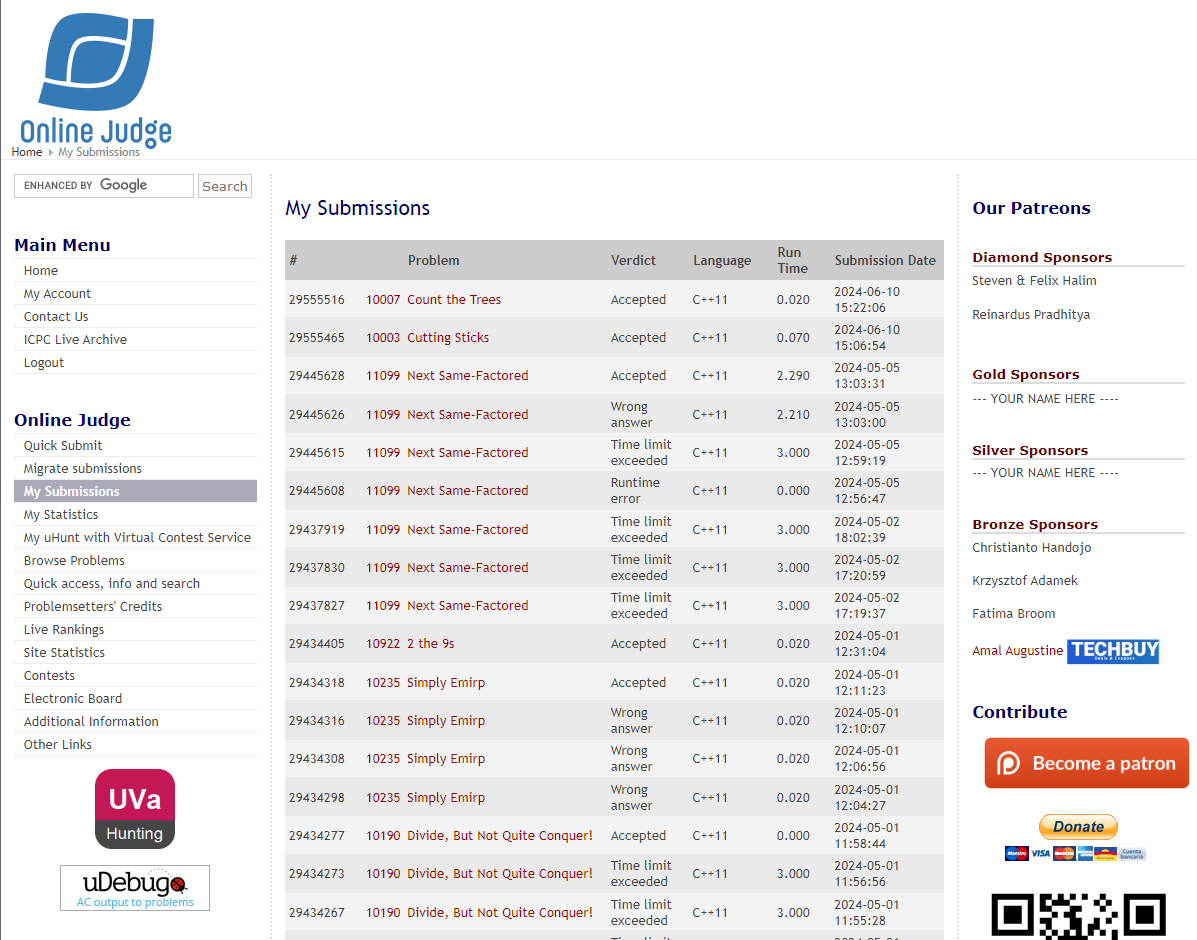 Online Judge
Home My Submissions
ENHANCED BY Google Search
Main Menu
Home
My Account
Contact Us
ICPC Live Archive
Logout
Online Judge
Quick Submit
Migrate submissions
My Submissions
My Statistics
My uHunt with Virtual Contest Service
Browse Problems
Quick access, info and search
Problemsetters' Credits
Live Rankings
Site Statistics
Contests
Electronic Board
Additional Information
Other Links
UVa
Hunting
uDebug
AC output to problems
My Submissions
# Problem Verdict Language Run Time Submission Date
29555516 10007 Count the Trees Accepted C++11 0.020 2024-06-10 15:22:06
29555465 10003 Cutting Sticks Accepted C++11 0.070 2024-06-10 15:06:54
29445628 11099 Next Same-Factored Accepted C++11 2.290 2024-05-05 13:03:31
29445626 11099 Next Same-Factored Wrong answer C++11 2.210 2024-05-05 13:03:00
29445615 11099 Next Same-Factored Time limit exceeded C++11 3.000 2024-05-05 12:59:19
29445608 11099 Next Same-Factored Runtime error C++11 0.000 2024-05-05 12:56:47
29437919 11099 Next Same-Factored Time limit exceeded C++11 3.000 2024-05-02 18:02:39
29437830 11099 Next Same-Factored Time limit exceeded C++11 3.000 2024-05-02 17:20:59
29437827 11099 Next Same-Factored Time limit exceeded C++11 3.000 2024-05-02 17:19:37
29434405 10922 2 the 9s Accepted C++11 0.020 2024-05-01 12:31:04
29434318 10235 Simply Emirp Accepted C++11 0.020 2024-05-01 12:11:23
29434316 10235 Simply Emirp Wrong answer C++11 0.020 2024-05-01 12:10:07
29434308 10235 Simply Emirp Wrong answer C++11 0.020 2024-05-01 12:06:56
29434298 10235 Simply Emirp Wrong answer C++11 0.020 2024-05-01 12:04:27
29434277 10190 Divide, But Not Quite Conquer! Accepted C++11 0.000 2024-05-01 11:58:44
29434273 10190 Divide, But Not Quite Conquer! Time limit exceeded C++11 3.000 2024-05-01 11:56:56
29434267 10190 Divide, But Not Quite Conquer! Time limit exceeded C++11 3.000 2024-05-01 11:55:28
Our Patreons
Diamond Sponsors
Steven & Felix Halim
Reinardus Pradhitya
Gold Sponsors
--- YOUR NAME HERE ----
Silver Sponsors
--- YOUR NAME HERE ----
Bronze Sponsors
Christianto Handojo
Krzysztof Adamek
Fatima Broom
Amal Augustine TECHBUY
Deals & Coupons
Contribute
Become a patron
Donate
Maestro VISA
Cuenta bancaria